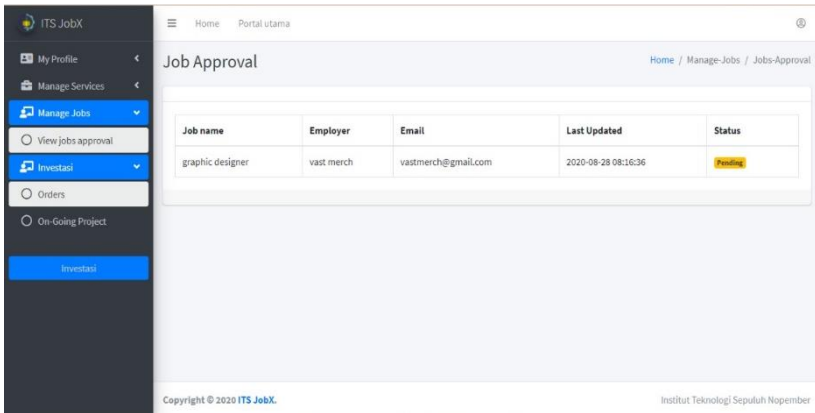 ITS JobX
Home Portal utama
My Profile
Manage Services
Manage Jobs
View jobs approval
Investasi
Orders
On-Going Project
Investasi
Job Approval
Home / Manage-Jobs / Jobs-Approval
Job name Employer Email Last Updated Status
graphic designer vast merch vastmerch@gmail.com 2020-08-28 08:16:36 Pending
Copyright © 2020 ITS JobX.
Institut Teknologi Sepuluh Nopember